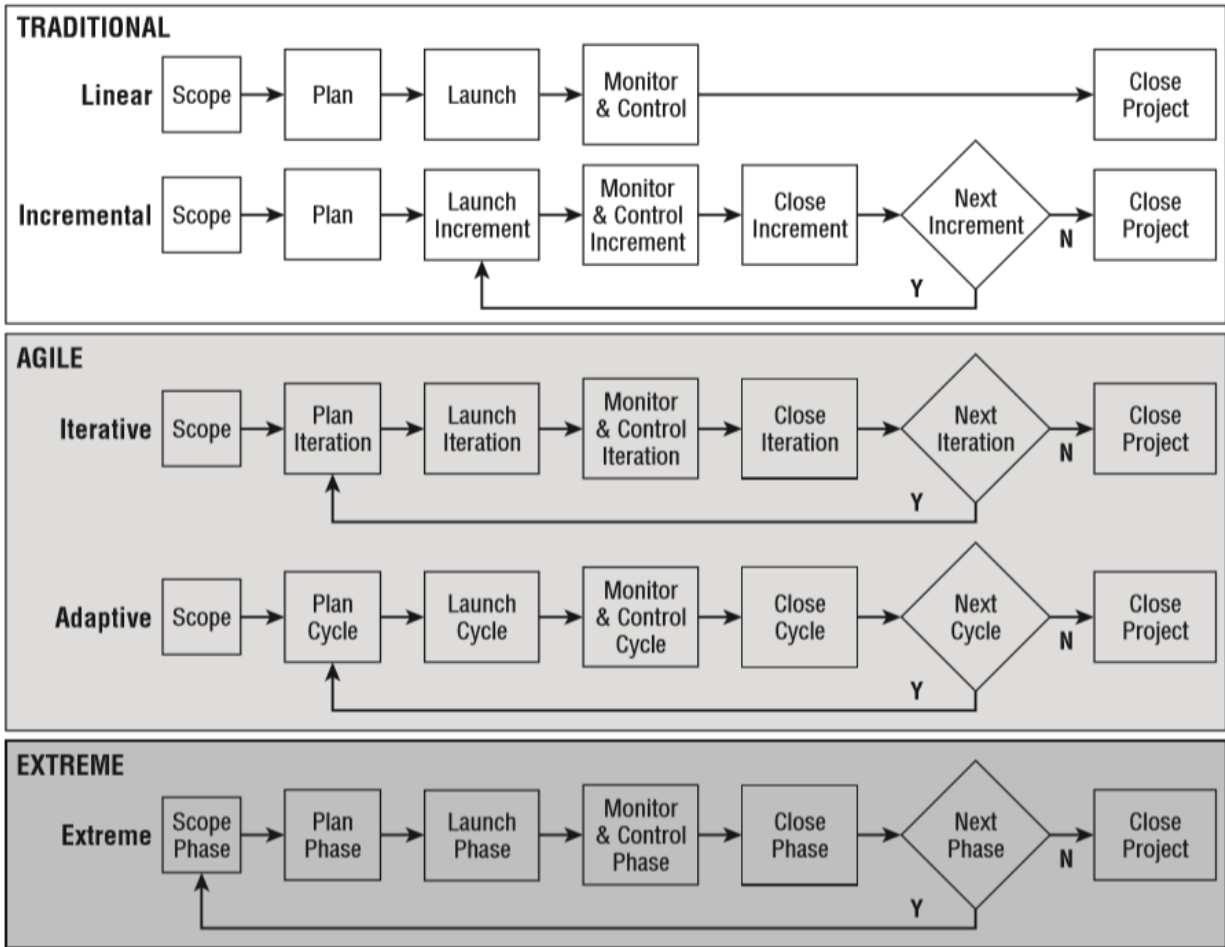 TRADITIONAL
Linear
Scope
Plan
Launch
Monitor
& Control
Close
Project
Incremental
Scope
Plan
Launch
Increment
Monitor
& Control
Increment
Close
Increment
Next
Increment
N
Close
Project
Y
AGILE
Iterative
Scope
Plan
Iteration
Launch
Iteration
Monitor
& Control
Iteration
Close
Iteration
Next
Iteration
N
Close
Project
Y
Adaptive
Scope
Plan
Cycle
Launch
Cycle
Monitor
& Control
Cycle
Close
Cycle
Next
Cycle
N
Close
Project
Y
EXTREME
Extreme
Scope
Phase
Plan
Phase
Launch
Phase
Monitor
& Control
Phase
Close
Phase
Next
Phase
N
Close
Project
Y